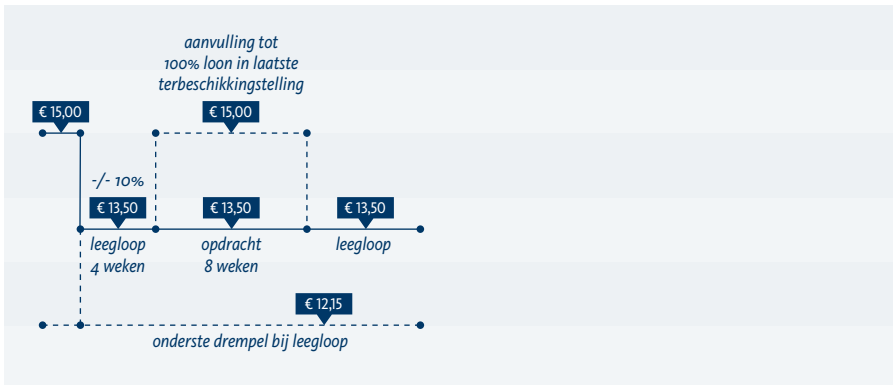 aanvulling tot
100% loon in laatste
terbeschikkingstelling
€ 15,00
€ 15,00
-/- 10%
€ 13,50
€ 13,50
€ 13,50
leegloop
4 weken
opdracht
8 weken
leegloop
€ 12,15
onderste drempel bij leegloop